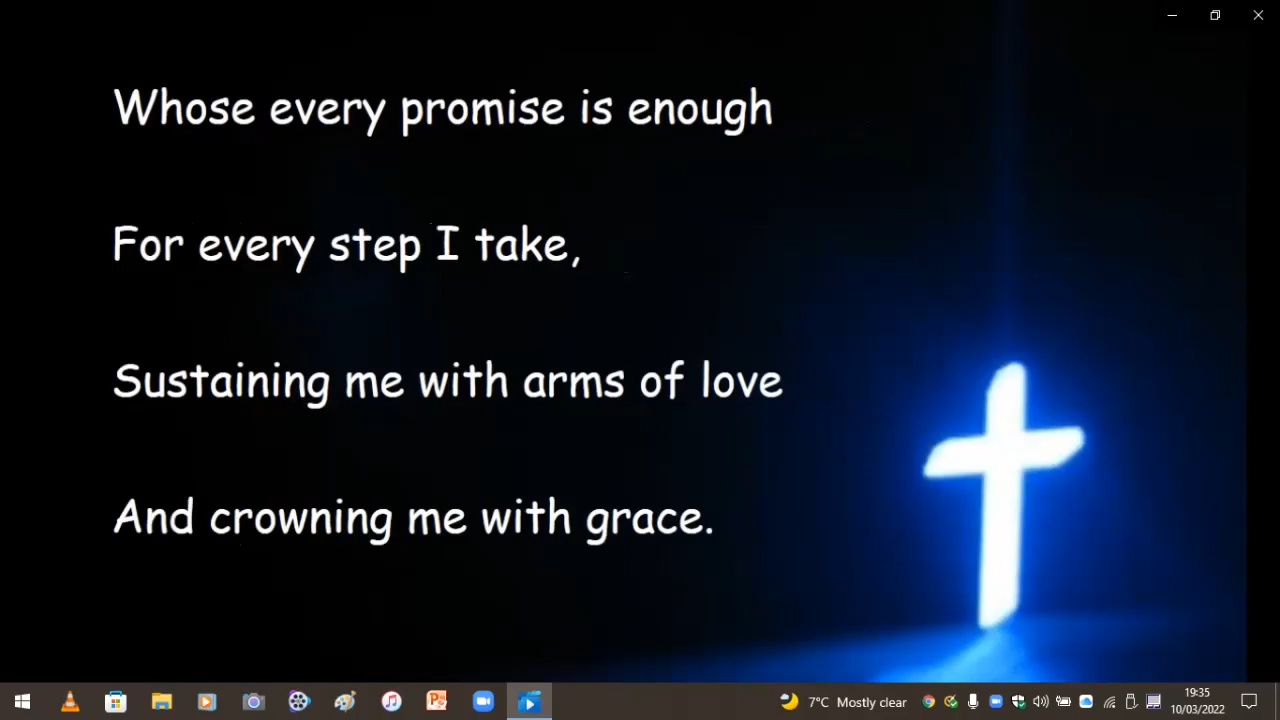 Whose every promise is enough
For every step I take,
Sustaining me with arms of love
And crowning me with grace.
7°C Mostly clear
19:35
10/03/2022